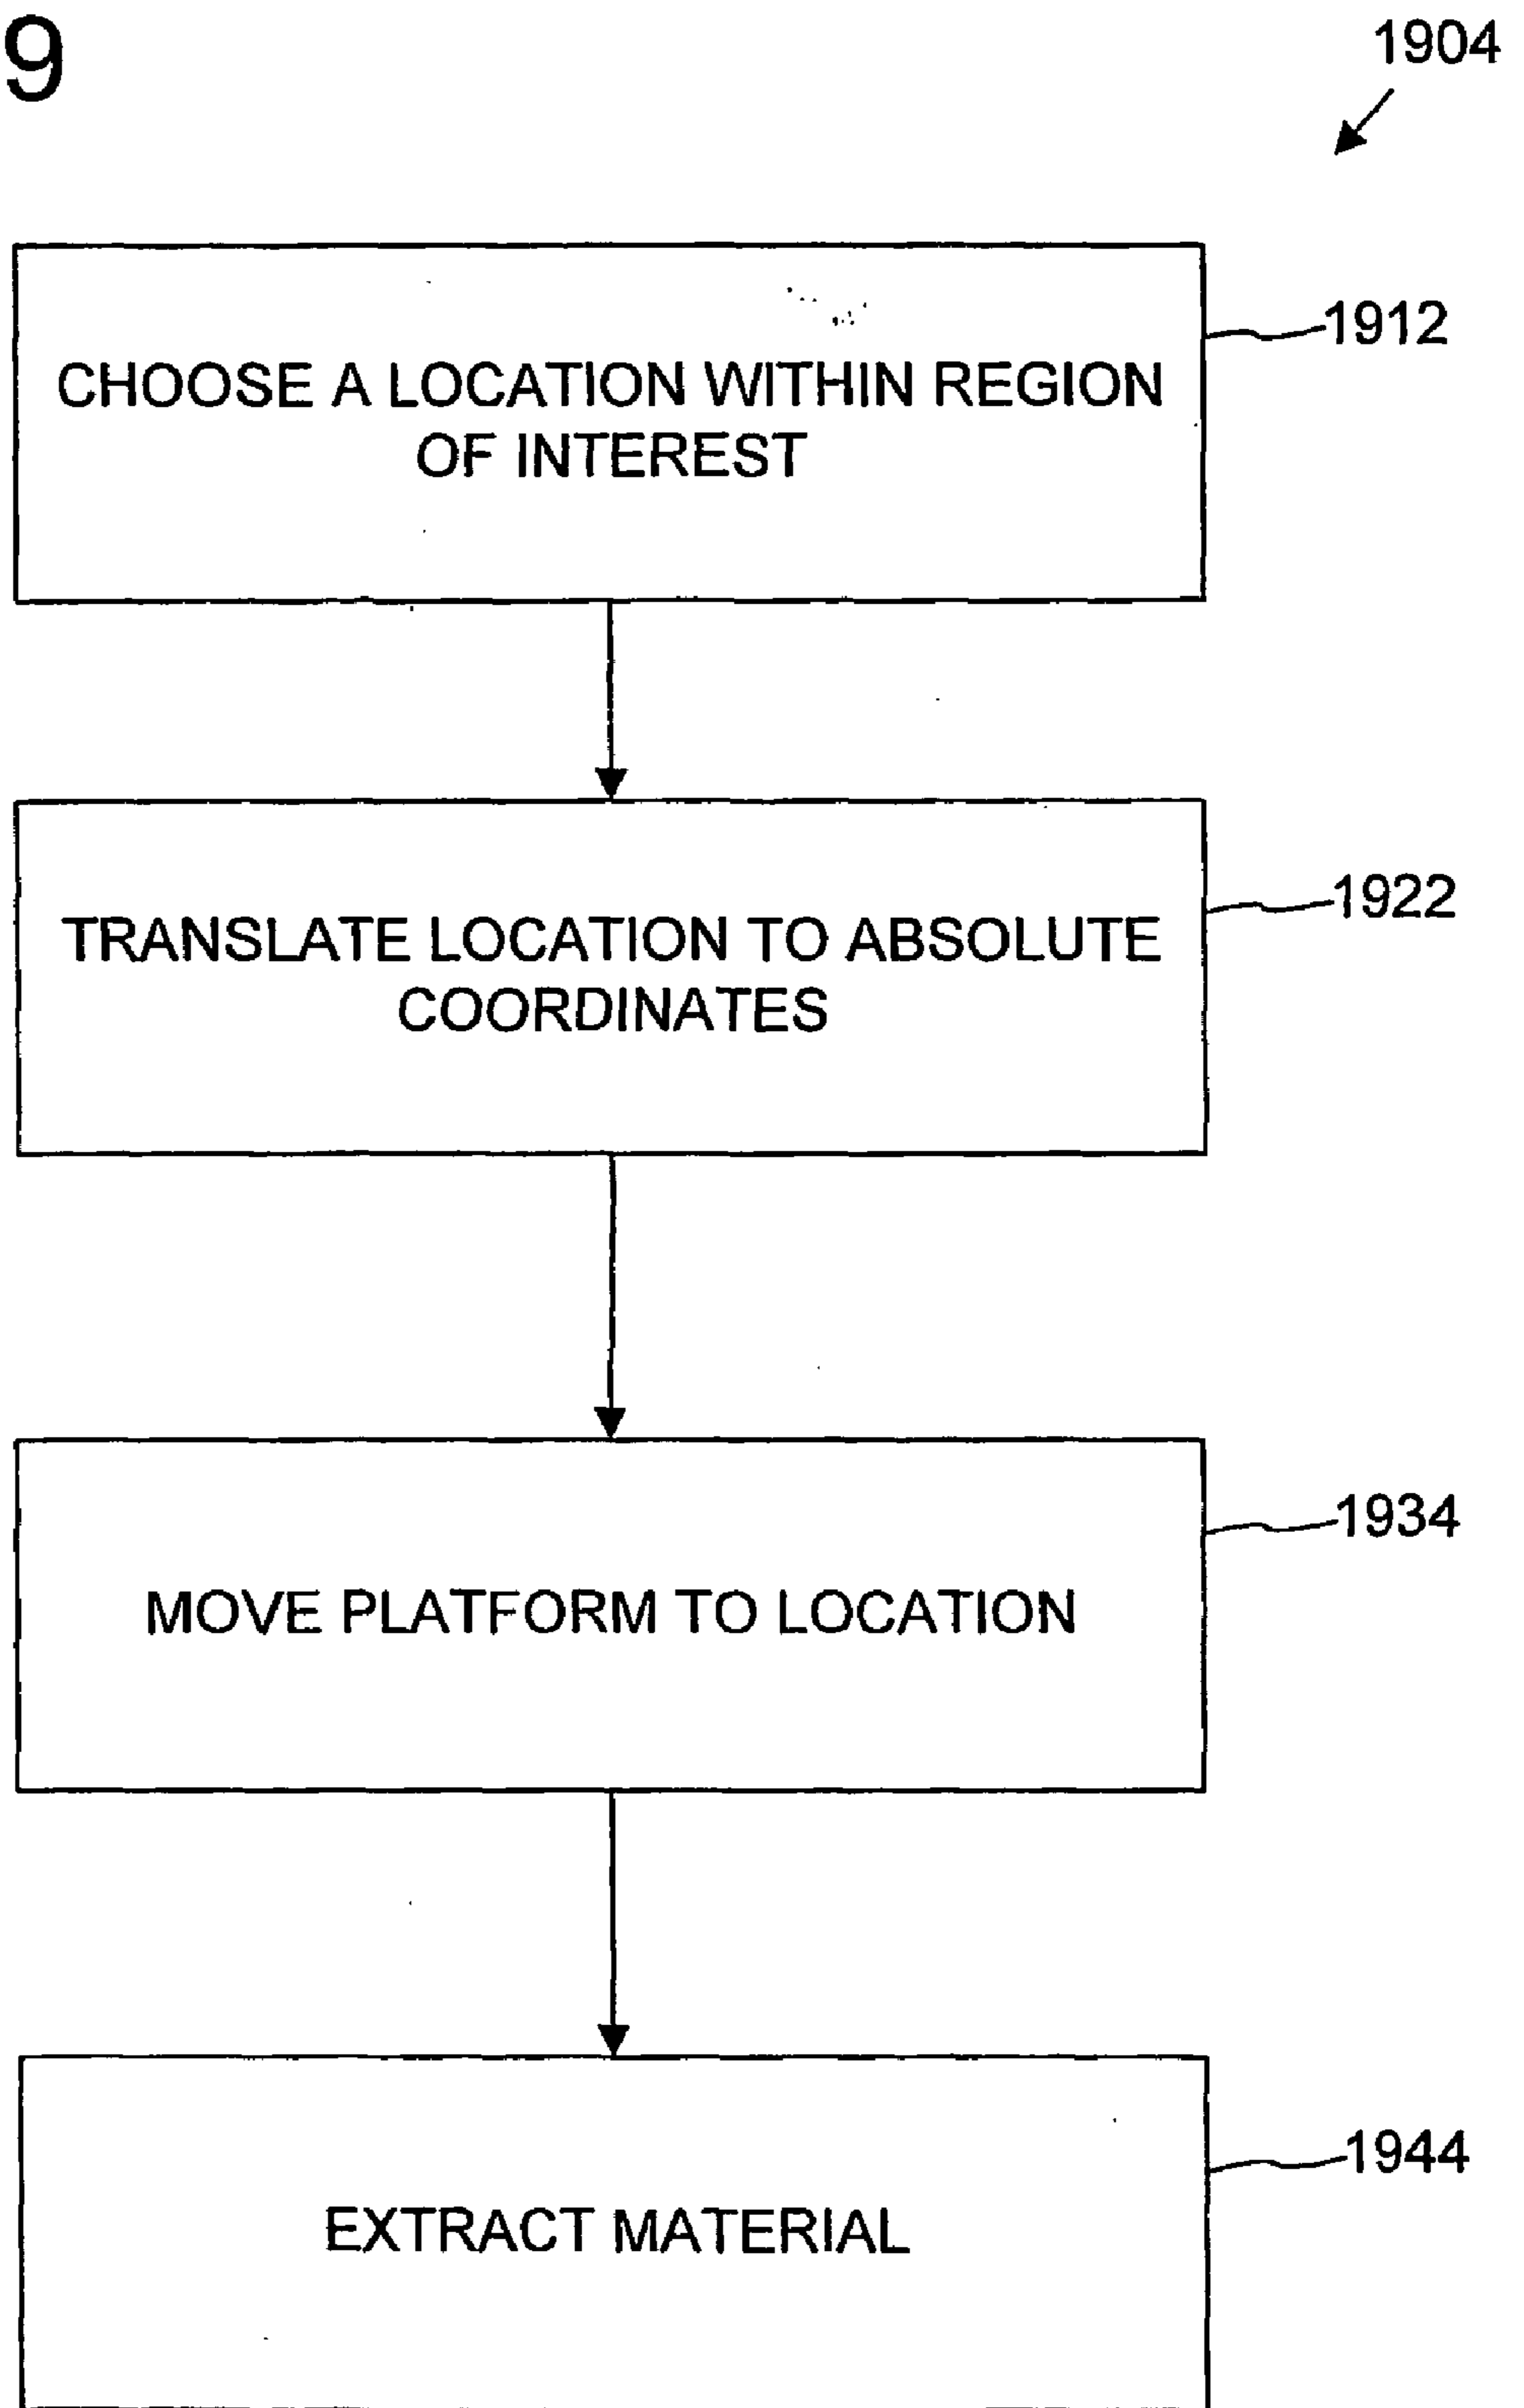 9
1904
CHOOSE A LOCATION WITHIN REGION
OF INTEREST
1912
TRANSLATE LOCATION TO ABSOLUTE
COORDINATES
1922
MOVE PLATFORM TO LOCATION
1934
EXTRACT MATERIAL
1944